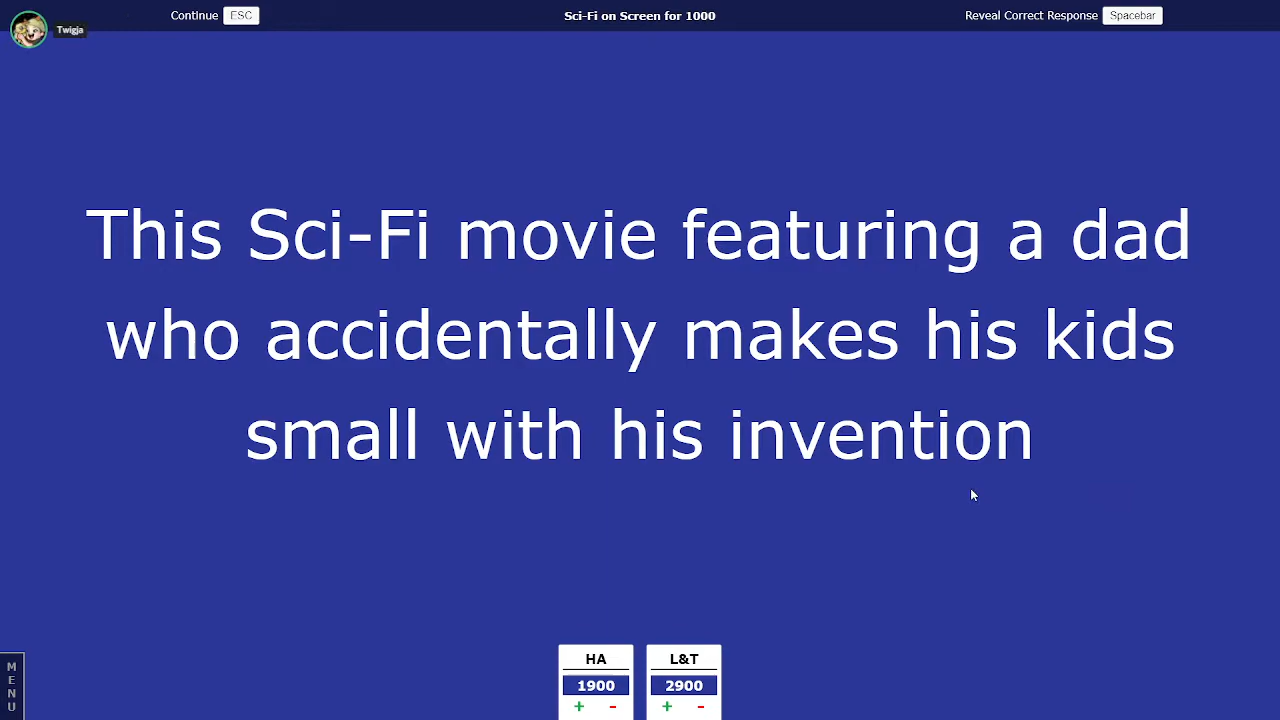 Continue ESC
Sci-Fi on Screen for 1000
Reveal Correct Response Spacebar
Twigja
This Sci-Fi movie featuring a dad
who accidentally makes his kids
small with his invention
MENU
HA
1900
+ -
L&T
2900
+ -